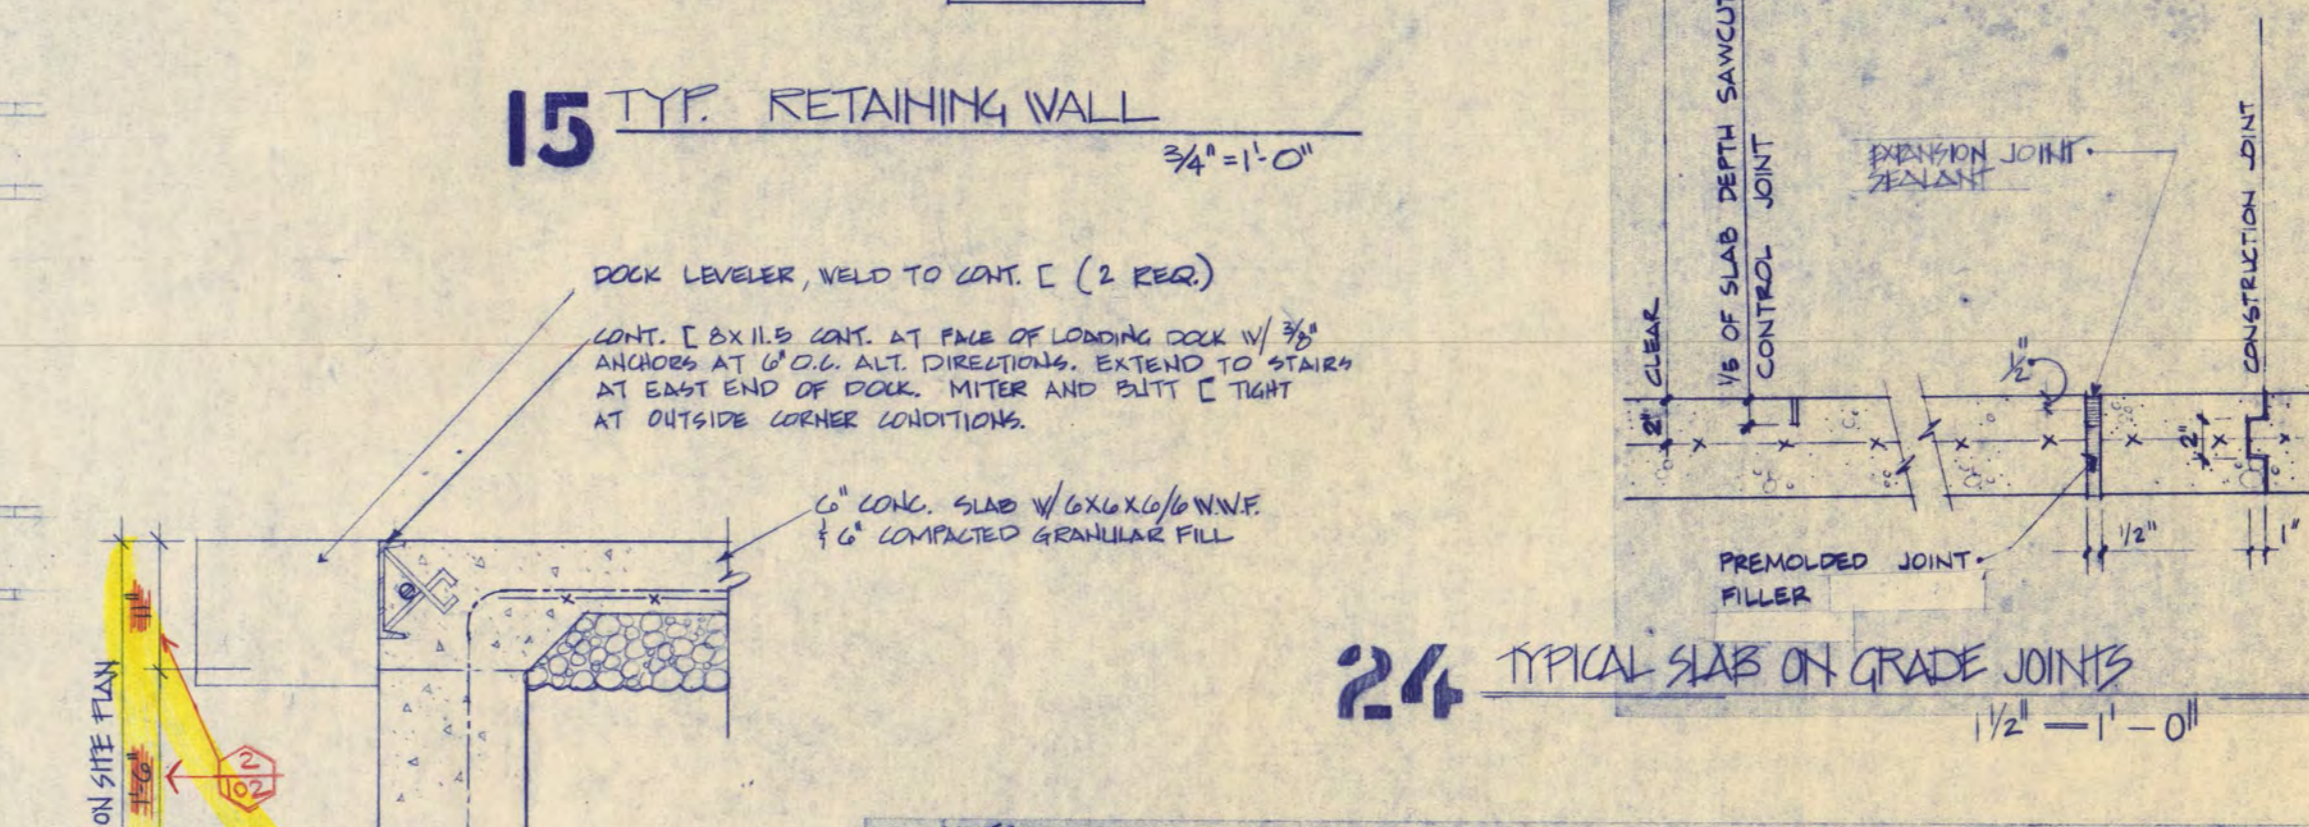 15 TYP. RETAINING WALL
3/4" = 1'-0"
DOCK LEVELER, WELD TO CONT. [ (2 REQ.)
CONT. [ 8X11.5 CONT. AT FACE OF LOADING DOCK W/ 3/8"
ANCHORS AT 6" O.C. ALT. DIRECTIONS. EXTEND TO STAIRS
AT EAST END OF DOCK. MITER AND BUTT [ TIGHT
AT OUTSIDE CORNER CONDITIONS.
6" CONC. SLAB W/ 6X6X6/6 W.W.F.
& 6" COMPACTED GRANULAR FILL
11"
1'-6"
ON SITE PLAN
2
102
2" CLEAR
1/5 OF SLAB DEPTH SAWCUT
CONTROL JOINT
EXPANSION JOINT
SEALANT
CONSTRUCTION JOINT
1/2"
2"
1/2"
1"
PREMOLDED JOINT
FILLER
24 TYPICAL SLAB ON GRADE JOINTS
1 1/2" = 1'-0"